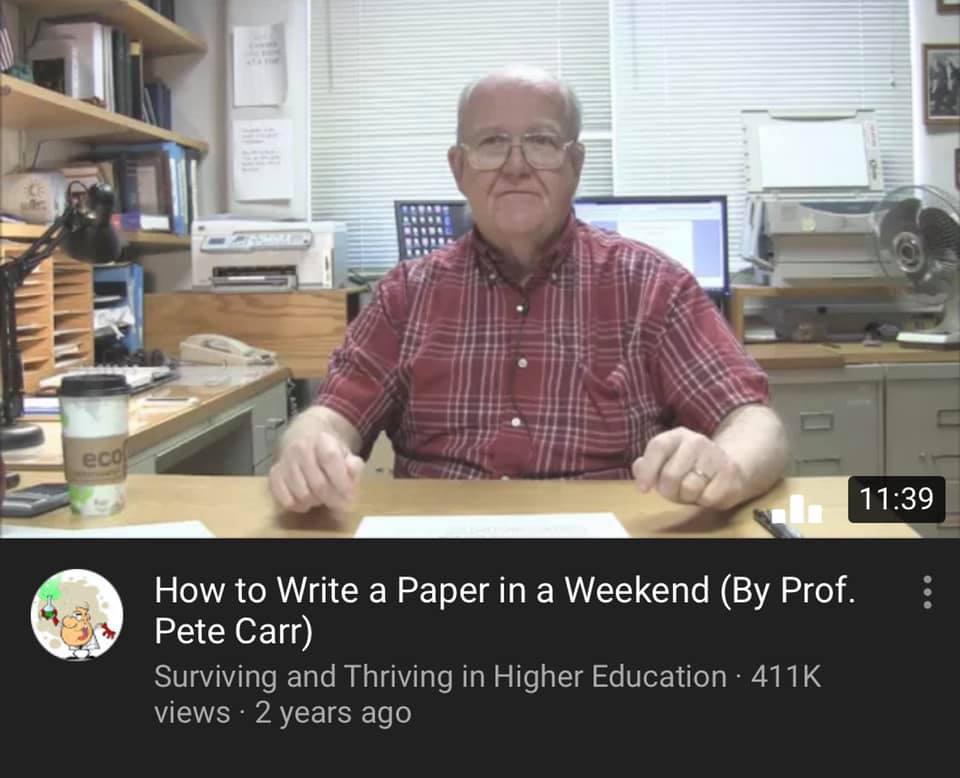 eco
11:39
How to Write a Paper in a Weekend (By Prof.
Pete Carr)
Surviving and Thriving in Higher Education · 411K
views · 2 years ago